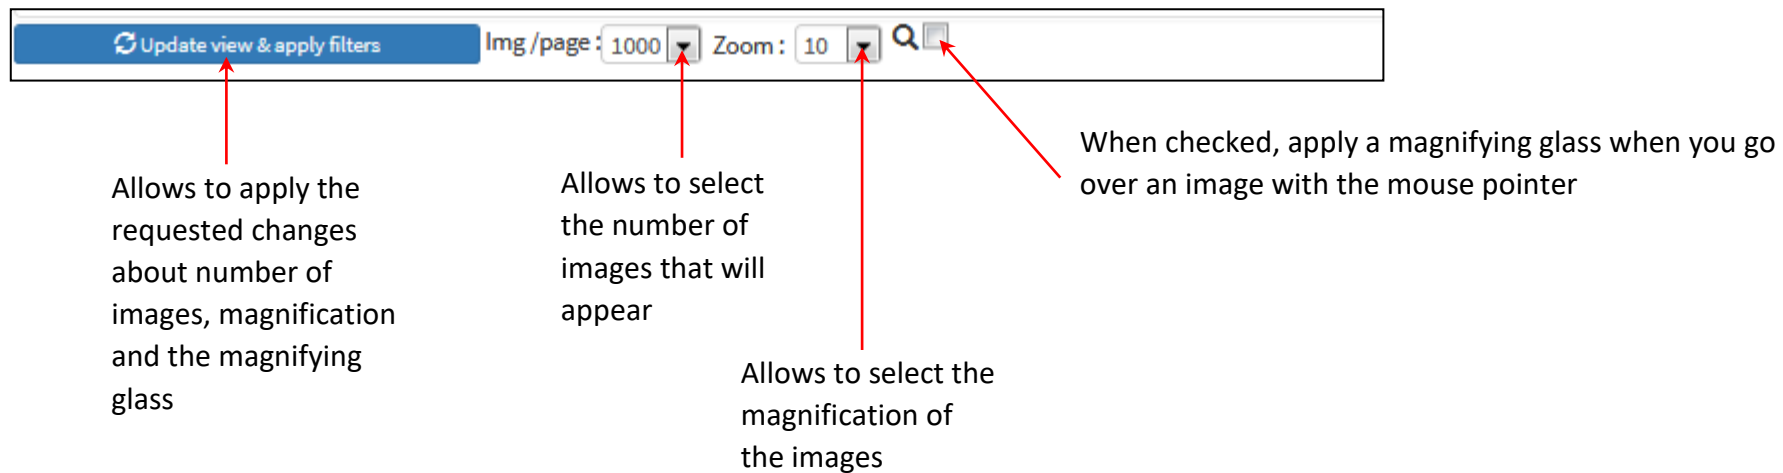 Update view & apply filters Img /page : 1000 Zoom : 10
When checked, apply a magnifying glass when you go
over an image with the mouse pointer
Allows to apply the
requested changes
about number of
images, magnification
and the magnifying
glass
Allows to select
the number of
images that will
appear
Allows to select the
magnification of
the images